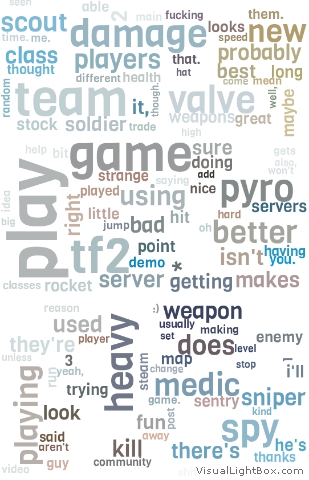 seen
able
2
main
fucking
them.
scout
damage
looks
new
time.
me.
speed
class
players
that.
probably
thought
different
health
hat
best
long
random
team
it,
though.
come
mean
valve
well,
maybe
stock
soldier
trade
weapons
great
high
help
bit
game
sure
doing
gets
also,
won't
play
strange
saying
add
nice
pyro
played
using
servers
idea
big
right
little
hit
hard
jump
bad
oh
better
tf2
point
isn't
having
you.
demo
*
classes
rocket
server
getting
makes
reason
:)
weapon
used
usually
making
they're
player
heavy
set
does
level
enemy
unless
3
steam
map
stop
i'll
run
yeah,
change
playing
trying
medic
game.
sentry
sniper
look
kind
fun
post
spy
said
away
aren't
kill
he's
guy
community
there's
thanks
video
VisualLightBox.com